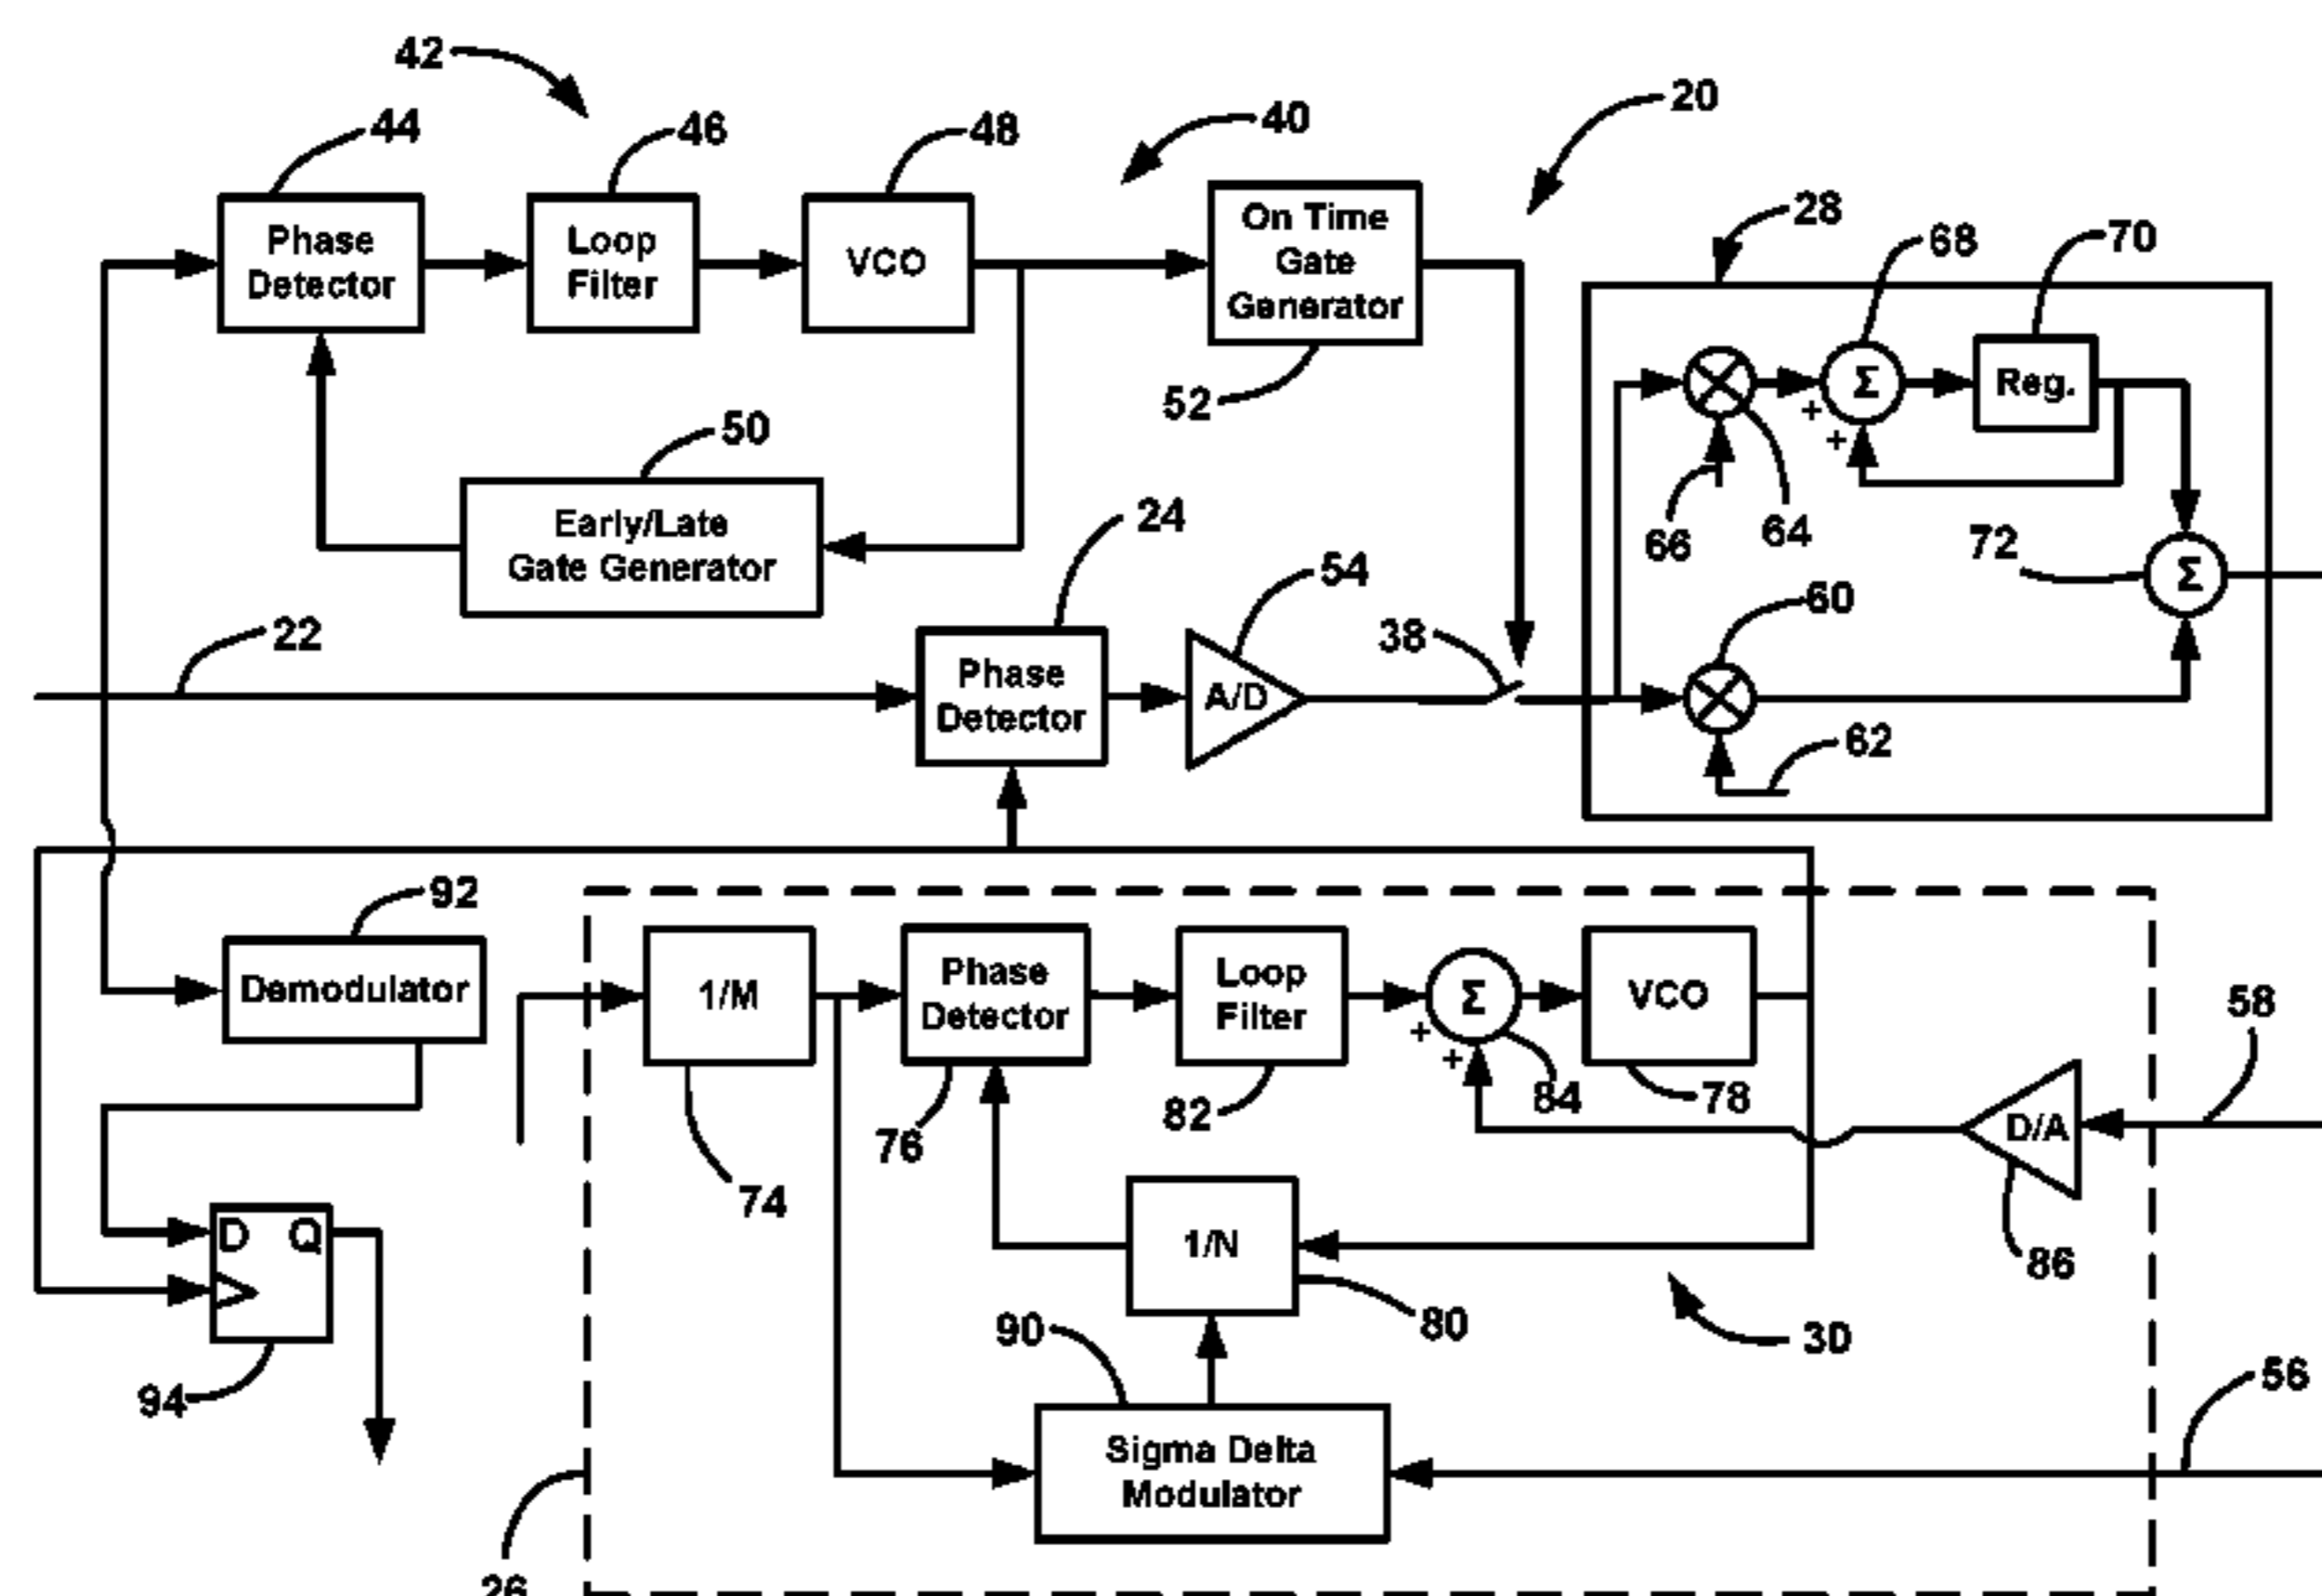 42
20
40
44
46
48
28
68
70
Phase
Detector
Loop
Filter
VCO
On Time
Gate
Generator
Σ
Reg.
+
+
52
50
66
64
Early/Late
Gate Generator
24
54
72
Σ
60
22
38
Phase
Detector
A/D
62
92
Demodulator
1/M
Phase
Detector
Loop
Filter
Σ
VCO
58
+
+
84
78
82
76
74
D/A
86
D Q
1/N
80
90
30
94
56
Sigma Delta
Modulator
26